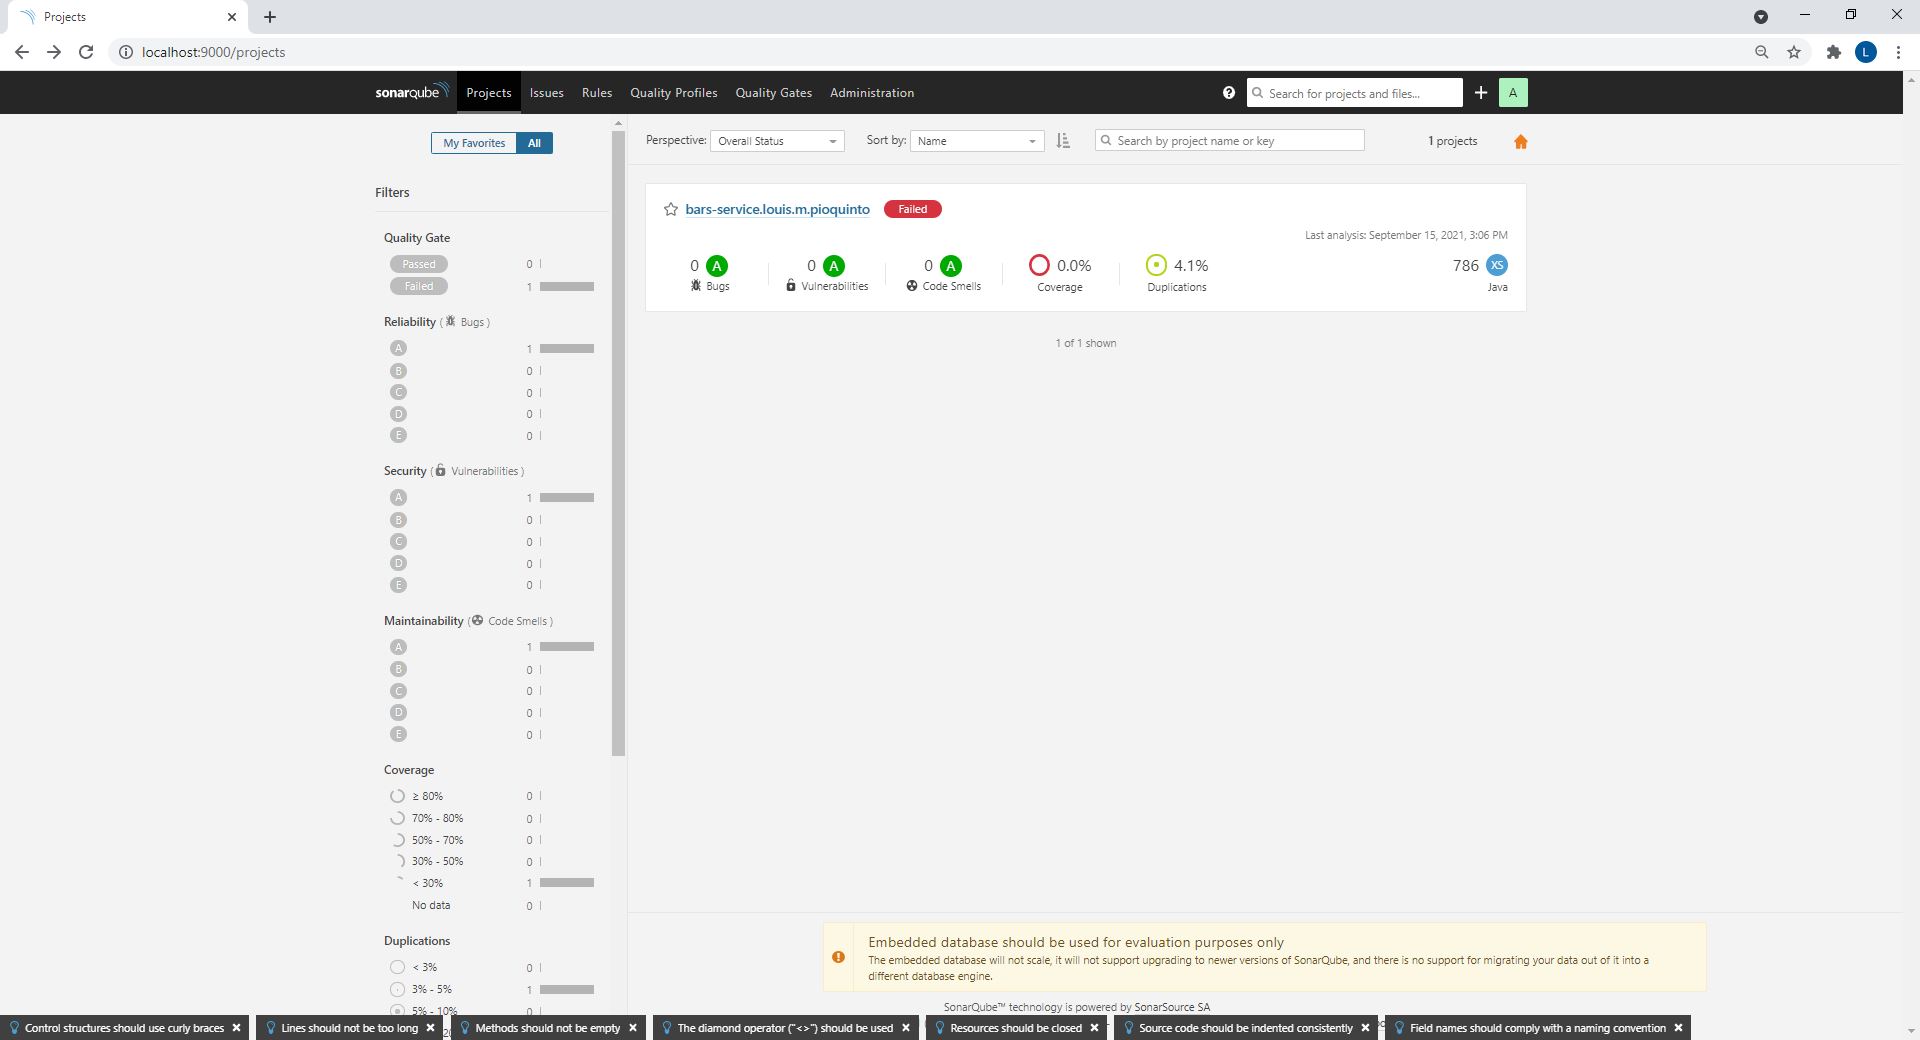 Projects
localhost:9000/projects
L
sonarqube Projects Issues Rules Quality Profiles Quality Gates Administration
Search for projects and files...
A
My Favorites All
Perspective: Overall Status Sort by: Name Search by project name or key 1 projects
Filters
Quality Gate
Passed 0
Failed 1
Reliability ( Bugs )
A 1
B 0
C 0
D 0
E 0
Security ( Vulnerabilities )
A 1
B 0
C 0
D 0
E 0
Maintainability ( Code Smells )
A 1
B 0
C 0
D 0
E 0
Coverage
≥ 80% 0
70% - 80% 0
50% - 70% 0
30% - 50% 0
< 30% 1
No data 0
Duplications
< 3% 0
3% - 5% 1
5% - 10% 0
bars-service.louis.m.pioquinto Failed
Last analysis: September 15, 2021, 3:06 PM
0 A 0 A 0 A 0.0% 4.1% 786 XS
Bugs Vulnerabilities Code Smells Coverage Duplications Java
1 of 1 shown
Embedded database should be used for evaluation purposes only
The embedded database will not scale, it will not support upgrading to newer versions of SonarQube, and there is no support for migrating your data out of it into a
different database engine.
SonarQube™ technology is powered by SonarSource SA
Control structures should use curly braces
Lines should not be too long
Methods should not be empty
The diamond operator ("<>") should be used
Resources should be closed
Source code should be indented consistently
Field names should comply with a naming convention